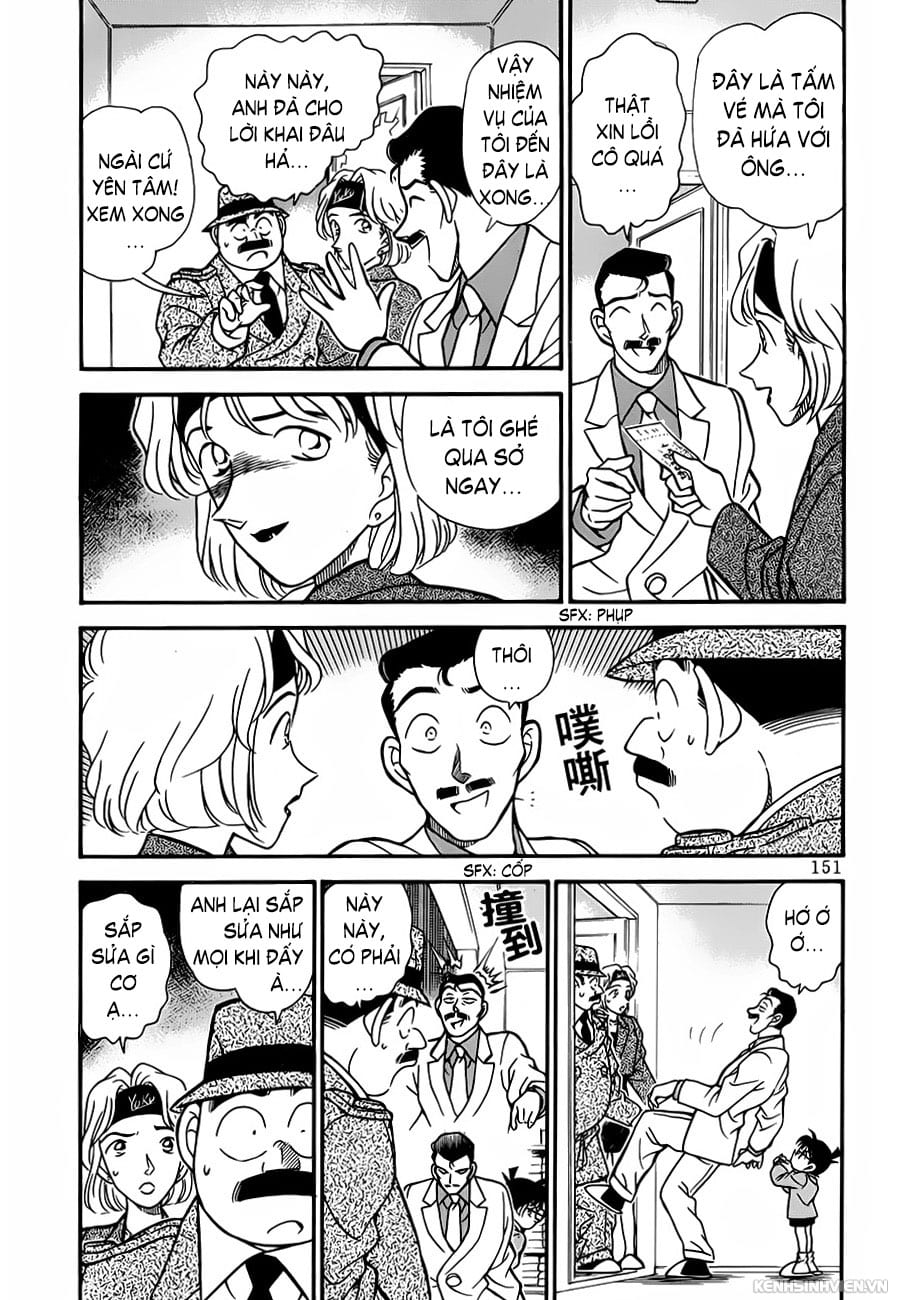 ĐÂY LÀ TẤM
VÉ MÀ TÔI
ĐÃ HỨA VỚI
ÔNG...
THẬT
XIN LỖI
CÔ QUÁ
...
VẬY
NHIỆM
VỤ CỦA
TÔI ĐẾN
ĐÂY LÀ
XONG...
NÀY NÀY,
ANH ĐÃ CHO
LỜI KHAI ĐÂU
HẢ...
NGÀI CỨ
YÊN TÂM!
XEM XONG
...
LÀ TÔI GHÉ
QUA SỞ
NGAY...
SFX: PHỤP
THÔI
...
噗嘶
SFX: CỐP
151
HỚ Ớ
Ớ...
撞到
NÀY
NÀY,
CÓ PHẢI
...
ANH LẠI SẮP
SỬA NHƯ
MỌI KHI ĐẤY
À...
SẮP
SỬA GÌ
CƠ
Ạ...
Yoko
KENHSINHVIEN.VN